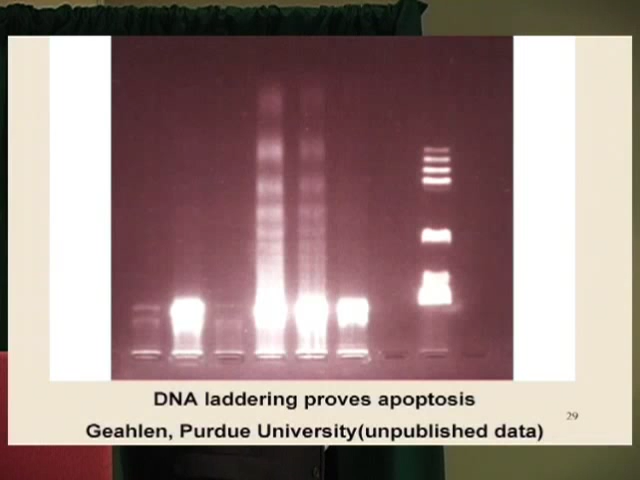 DNA laddering proves apoptosis
29
Geahlen, Purdue University(unpublished data)